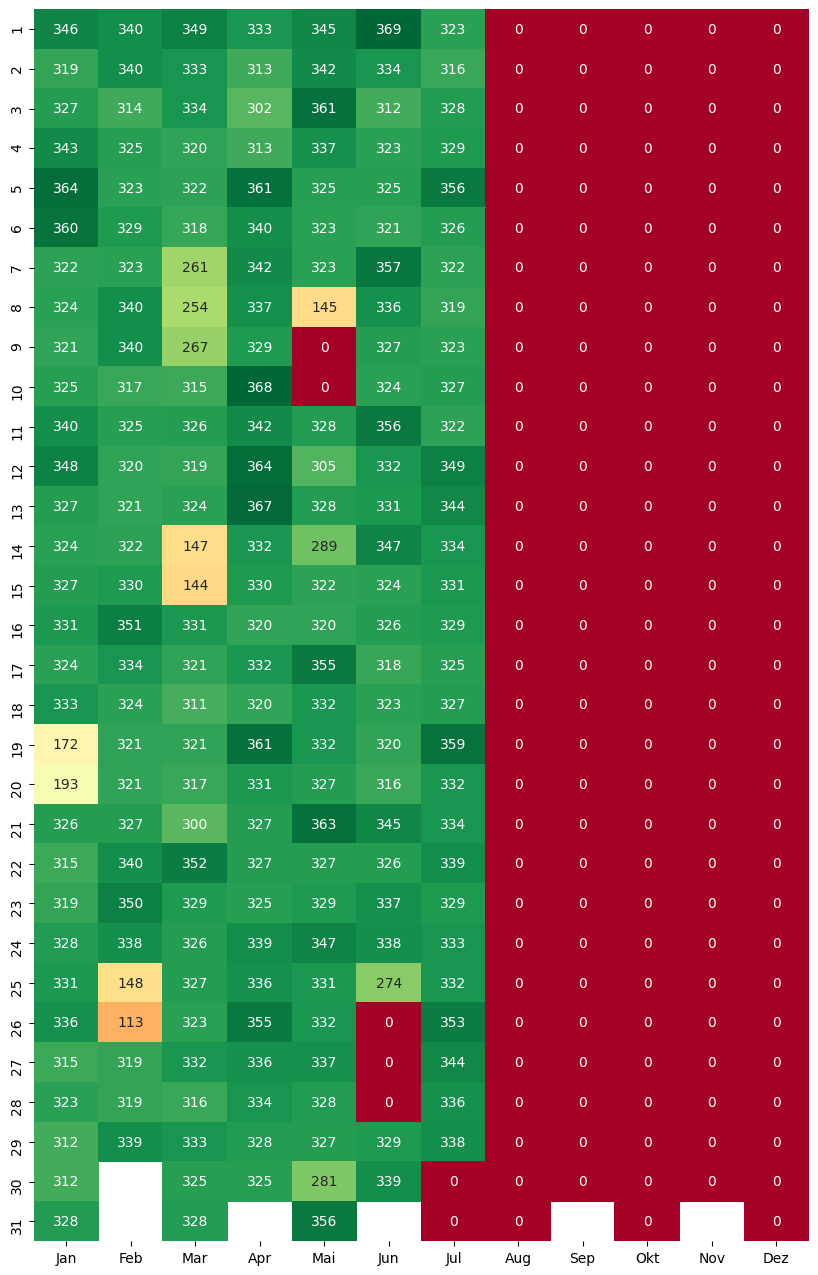 1 346 340 349 333 345 369 323 0 0 0 0 0
2 319 340 333 313 342 334 316 0 0 0 0 0
3 327 314 334 302 361 312 328 0 0 0 0 0
4 343 325 320 313 337 323 329 0 0 0 0 0
5 364 323 322 361 325 325 356 0 0 0 0 0
6 360 329 318 340 323 321 326 0 0 0 0 0
7 322 323 261 342 323 357 322 0 0 0 0 0
8 324 340 254 337 145 336 319 0 0 0 0 0
9 321 340 267 329 0 327 323 0 0 0 0 0
10 325 317 315 368 0 324 327 0 0 0 0 0
11 340 325 326 342 328 356 322 0 0 0 0 0
12 348 320 319 364 305 332 349 0 0 0 0 0
13 327 321 324 367 328 331 344 0 0 0 0 0
14 324 322 147 332 289 347 334 0 0 0 0 0
15 327 330 144 330 322 324 331 0 0 0 0 0
16 331 351 331 320 320 326 329 0 0 0 0 0
17 324 334 321 332 355 318 325 0 0 0 0 0
18 333 324 311 320 332 323 327 0 0 0 0 0
19 172 321 321 361 332 320 359 0 0 0 0 0
20 193 321 317 331 327 316 332 0 0 0 0 0
21 326 327 300 327 363 345 334 0 0 0 0 0
22 315 340 352 327 327 326 339 0 0 0 0 0
23 319 350 329 325 329 337 329 0 0 0 0 0
24 328 338 326 339 347 338 333 0 0 0 0 0
25 331 148 327 336 331 274 332 0 0 0 0 0
26 336 113 323 355 332 0 353 0 0 0 0 0
27 315 319 332 336 337 0 344 0 0 0 0 0
28 323 319 316 334 328 0 336 0 0 0 0 0
29 312 339 333 328 327 329 338 0 0 0 0 0
30 312 325 325 281 339 0 0 0 0 0 0
31 328 328 356 0 0 0 0
Jan Feb Mar Apr Mai Jun Jul Aug Sep Okt Nov Dez